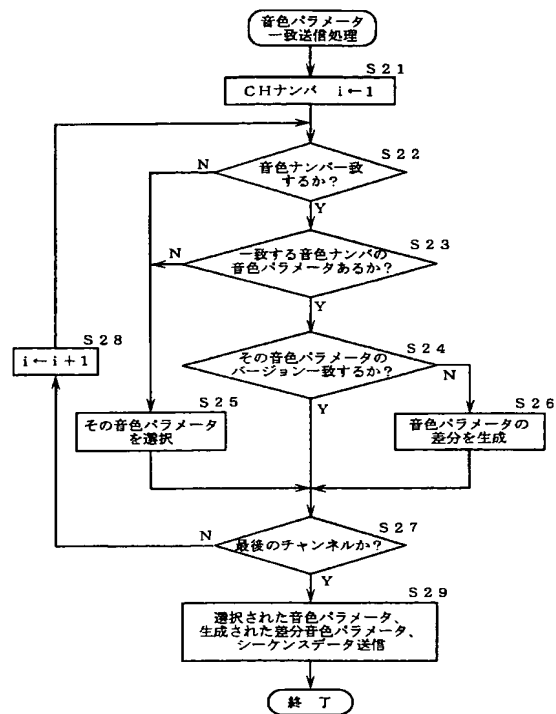 音色パラメータ
一致送信処理
S21
CHナンバ i←1
S22
音色ナンバ一致
するか?
N
Y
S23
一致する音色ナンバの
音色パラメータあるか?
N
Y
S24
その音色パラメータの
バージョン一致するか?
N
Y
S28
i←i+1
S25
その音色パラメータ
を選択
S26
音色パラメータの
差分を生成
S27
最後のチャンネルか?
N
Y
S29
選択された音色パラメータ、
生成された差分音色パラメータ、
シーケンスデータ送信
終了